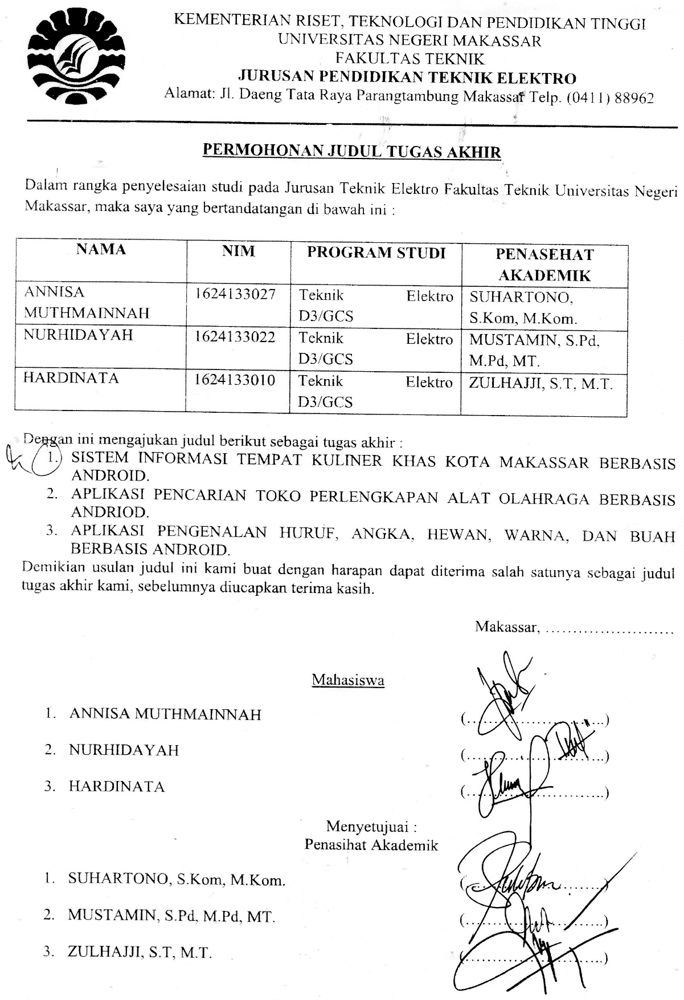 KEMENTERIAN RISET, TEKNOLOGI DAN PENDIDIKAN TINGGI
UNIVERSITAS NEGERI MAKASSAR
FAKULTAS TEKNIK
JURUSAN PENDIDIKAN TEKNIK ELEKTRO
Alamat: Jl. Daeng Tata Raya Parangtambung Makassar Telp. (0411) 88962
PERMOHONAN JUDUL TUGAS AKHIR
Dalam rangka penyelesaian studi pada Jurusan Teknik Elektro Fakultas Teknik Universitas Negeri
Makassar, maka saya yang bertandatangan di bawah ini :
NAMA NIM PROGRAM STUDI PENASEHAT
AKADEMIK
ANNISA 1624133027 Teknik Elektro SUHARTONO,
MUTHMAINNAH D3/GCS S.Kom, M.Kom.
NURHIDAYAH 1624133022 Teknik Elektro MUSTAMIN, S.Pd,
D3/GCS M.Pd, MT.
HARDINATA 1624133010 Teknik Elektro ZULHAJJI, S.T, M.T.
D3/GCS
Dengan ini mengajukan judul berikut sebagai tugas akhir :
1. SISTEM INFORMASI TEMPAT KULINER KHAS KOTA MAKASSAR BERBASIS
ANDROID.
2. APLIKASI PENCARIAN TOKO PERLENGKAPAN ALAT OLAHRAGA BERBASIS
ANDRIOD.
3. APLIKASI PENGENALAN HURUF, ANGKA, HEWAN, WARNA, DAN BUAH
BERBASIS ANDROID.
Demikian usulan judul ini kami buat dengan harapan dapat diterima salah satunya sebagai judul
tugas akhir kami, sebelumnya diucapkan terima kasih.
Makassar, ........................
Mahasiswa
1. ANNISA MUTHMAINNAH (..........................)
2. NURHIDAYAH (..........................)
3. HARDINATA (..........................)
Menyetujuai :
Penasihat Akademik
1. SUHARTONO, S.Kom, M.Kom. (..........................)
2. MUSTAMIN, S.Pd, M.Pd, MT. (..........................)
3. ZULHAJJI, S.T, M.T. (..........................)